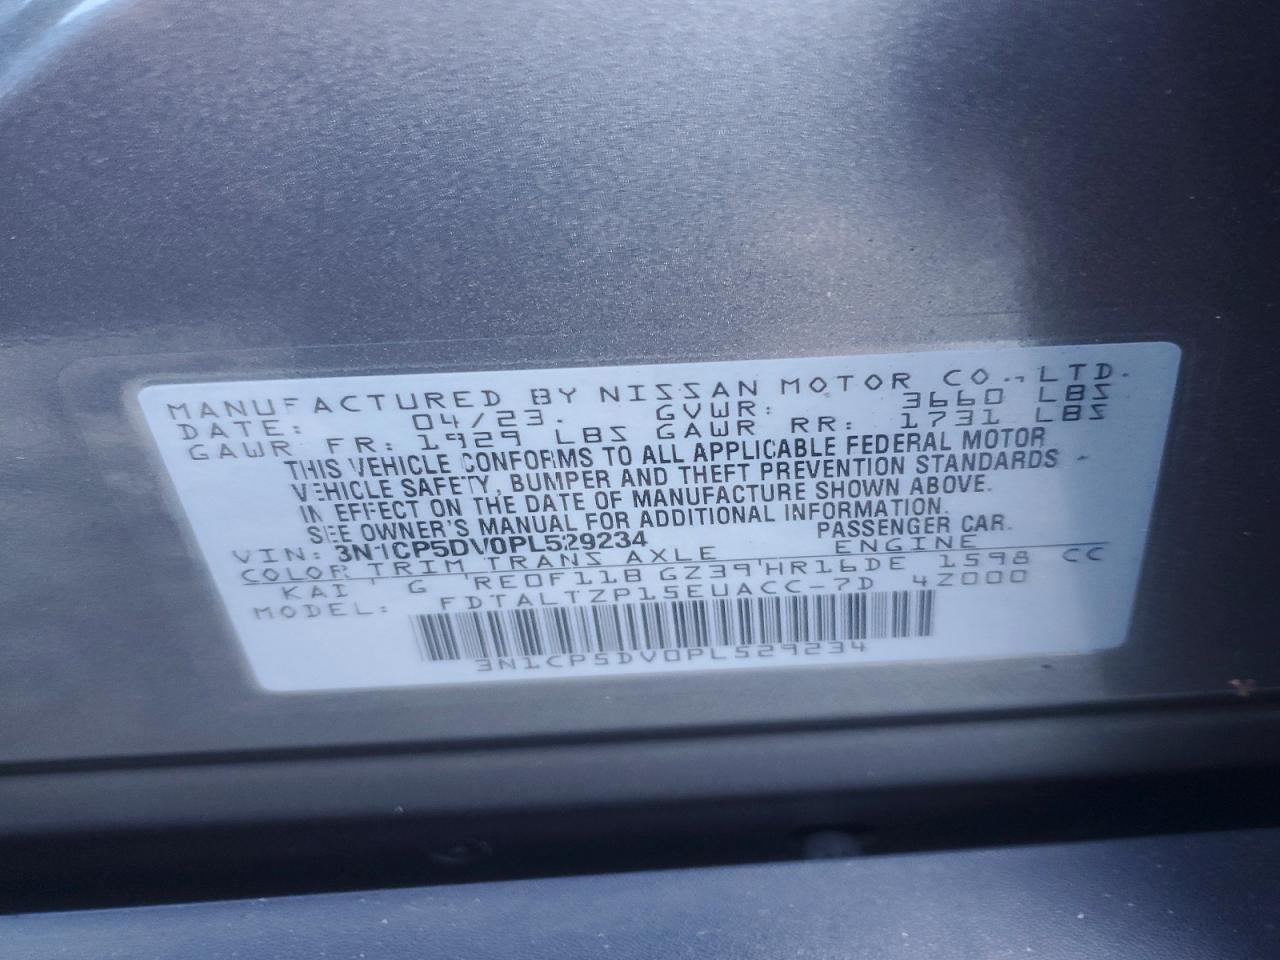 MANUFACTURED BY NISSAN MOTOR CO., LTD.
DATE: 04/23. GVWR: 3660 LBS
GAWR FR: 1929 LBS GAWR RR: 1731 LBS
THIS VEHICLE CONFORMS TO ALL APPLICABLE FEDERAL MOTOR
VEHICLE SAFETY, BUMPER AND THEFT PREVENTION STANDARDS
IN EFFECT ON THE DATE OF MANUFACTURE SHOWN ABOVE.
SEE OWNER'S MANUAL FOR ADDITIONAL INFORMATION.
VIN: 3N1CP5DV0PL529234 PASSENGER CAR.
COLOR TRIM TRANS AXLE ENGINE
KAI G RE0F11B GZ39 HR16DE 1598 CC
MODEL: FDTALTZP15EUACC-7D 4Z000
3N1CP5DV0PL529234